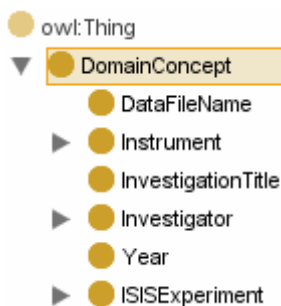 owl:Thing
DomainConcept
DataFileName
Instrument
InvestigationTitle
Investigator
Year
ISISExperiment